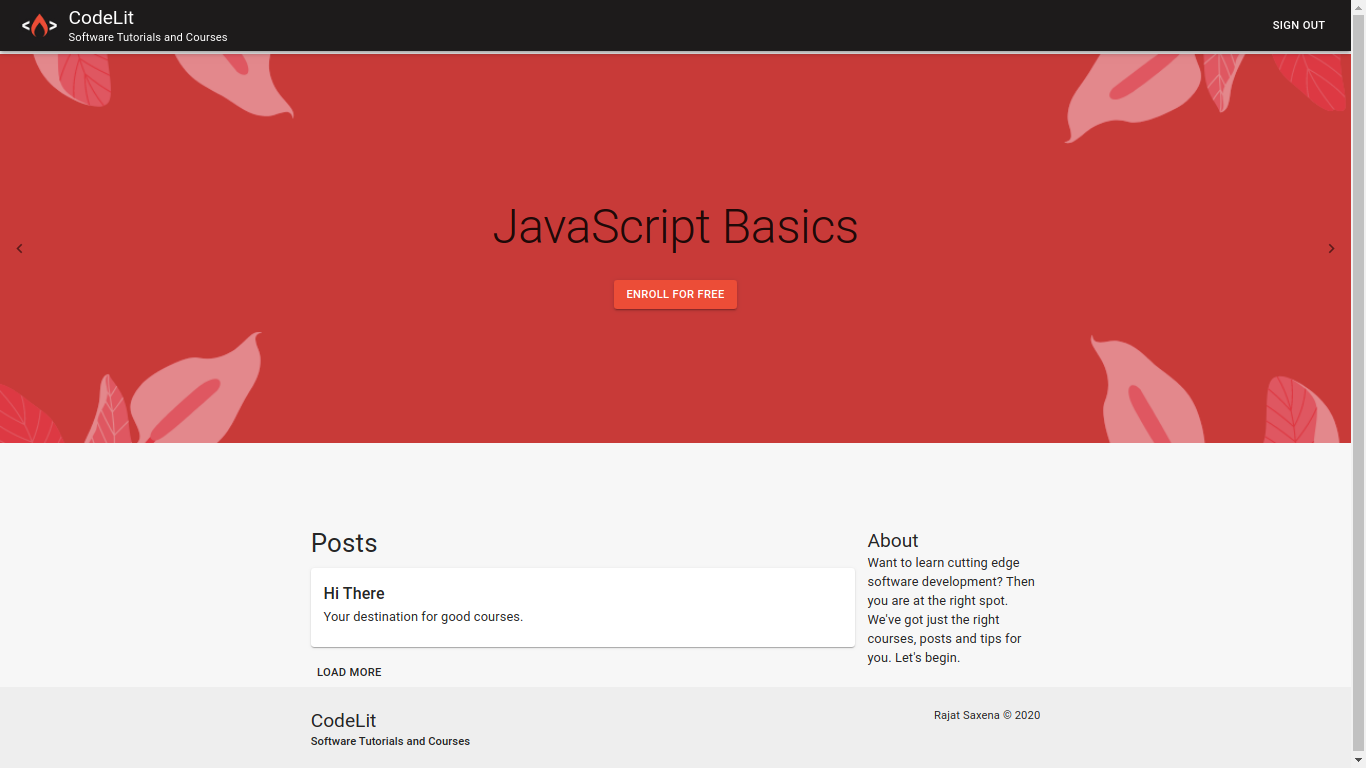 CodeLit
Software Tutorials and Courses
SIGN OUT
JavaScript Basics
ENROLL FOR FREE
Posts
Hi There
Your destination for good courses.
LOAD MORE
About
Want to learn cutting edge
software development? Then
you are at the right spot.
We've got just the right
courses, posts and tips for
you. Let's begin.
CodeLit
Software Tutorials and Courses
Rajat Saxena © 2020